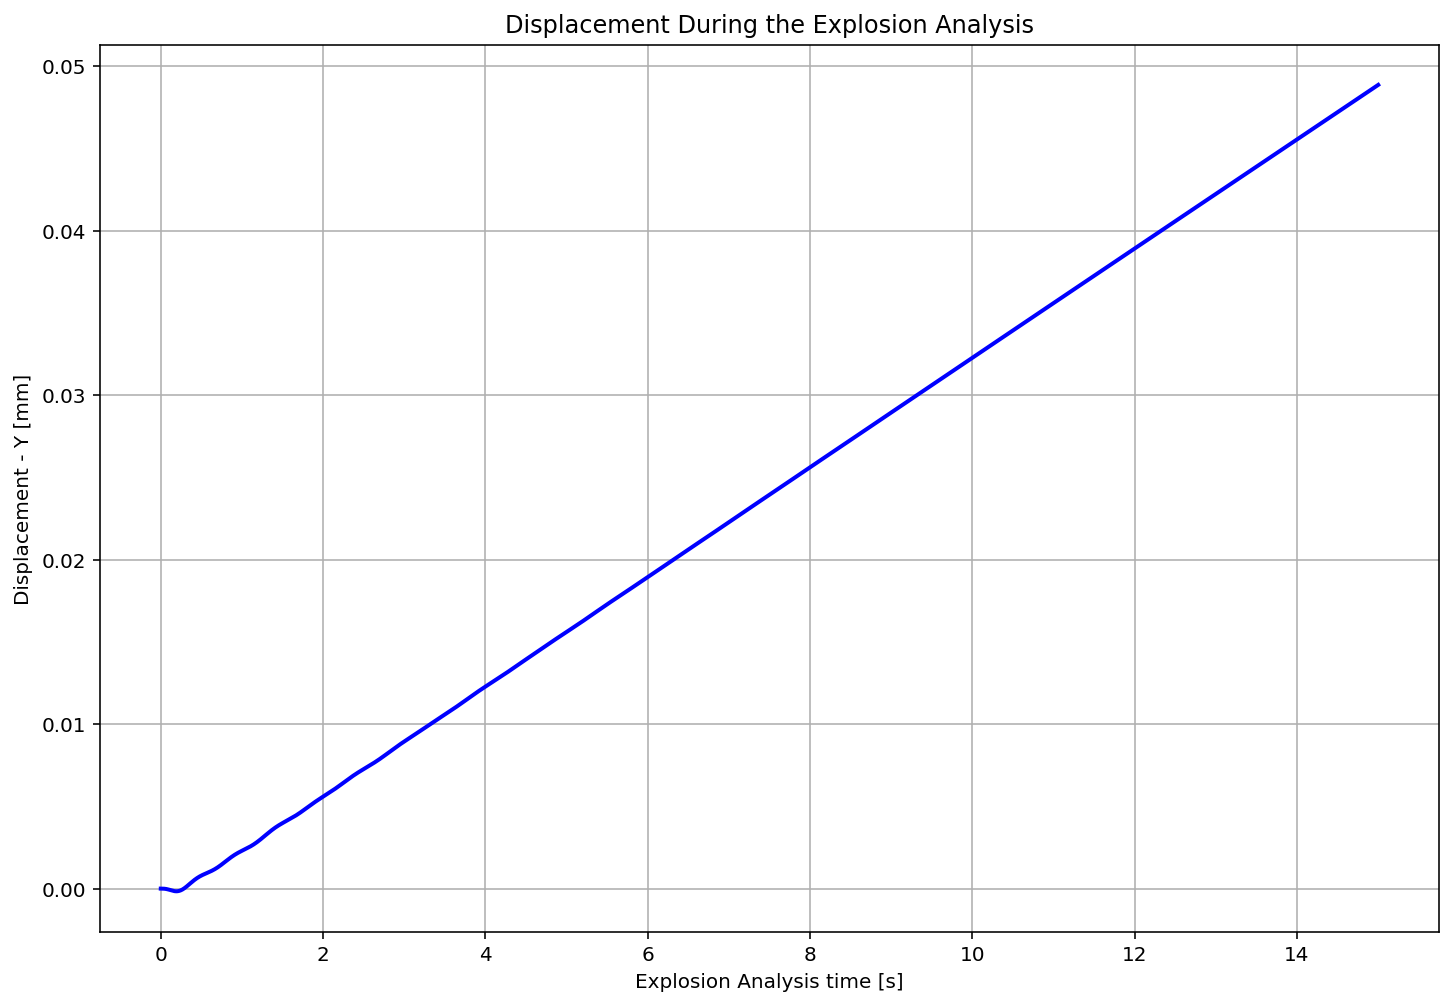 Displacement During the Explosion Analysis
0.05
0.04
0.03
0.02
0.01
0.00
Displacement - Y [mm]
0 2 4 6 8 10 12 14
Explosion Analysis time [s]